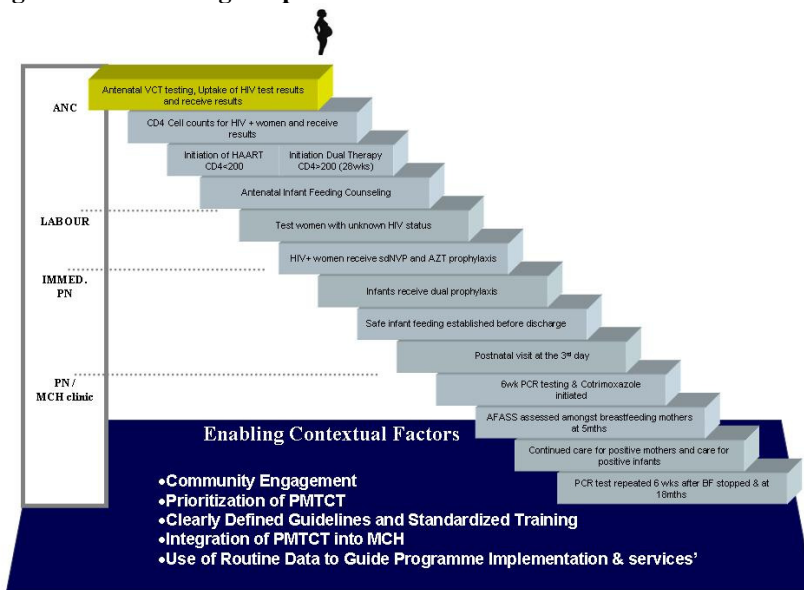 ANC
Antenatal VCT testing, Uptake of HIV test results
and receive results
CD4 Cell counts for HIV + women and receive
results
Initiation of HAART
CD4<200
Initiation Dual Therapy
CD4>200 (28wks)
Antenatal Infant Feeding Counseling
LABOUR
Test women with unknown HIV status
HIV+ women receive sdNVP and AZT prophylaxis
IMMED.
PN
Infants receive dual prophylaxis
Safe infant feeding established before discharge
Postnatal visit at the 3rd day
PN /
MCH clinic
6wk PCR testing & Cotrimoxazole
initiated
AFASS assessed amongst breastfeeding mothers
at 5mths
Continued care for positive mothers and care for
positive infants
PCR test repeated 6 wks after BF stopped & at
18mths
Enabling Contextual Factors
•Community Engagement
•Prioritization of PMTCT
•Clearly Defined Guidelines and Standardized Training
•Integration of PMTCT into MCH
•Use of Routine Data to Guide Programme Implementation & services’